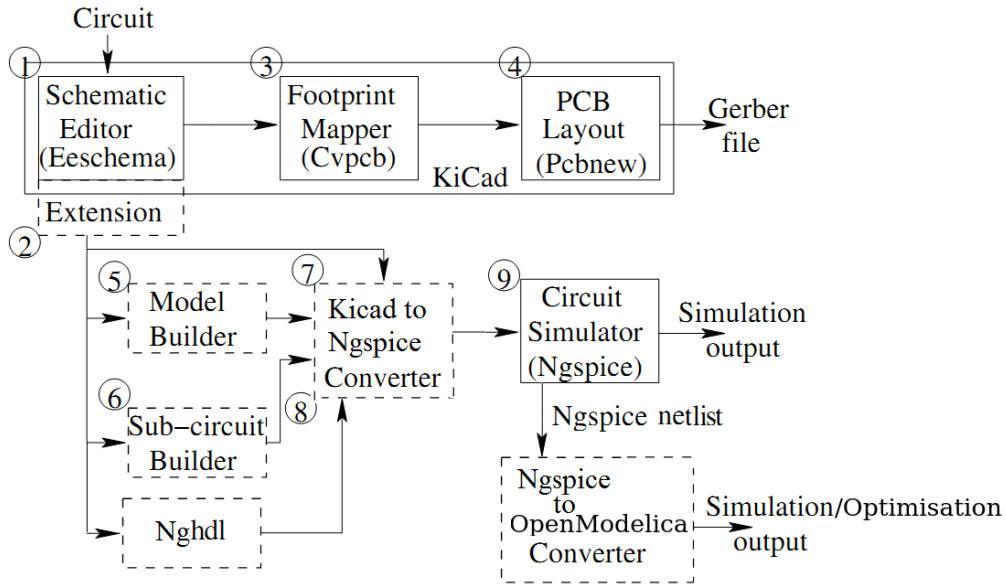 Circuit
1
Schematic
Editor
(Eeschema)
3
Footprint
Mapper
(Cvpcb)
4
PCB
Layout
(Pcbnew)
Gerber
file
KiCad
Extension
2
5
Model
Builder
6
Sub-circuit
Builder
Nghdl
7
Kicad to
Ngspice
Converter
8
9
Circuit
Simulator
(Ngspice)
Simulation
output
Ngspice netlist
Ngspice
to
OpenModelica
Converter
Simulation/Optimisation
output